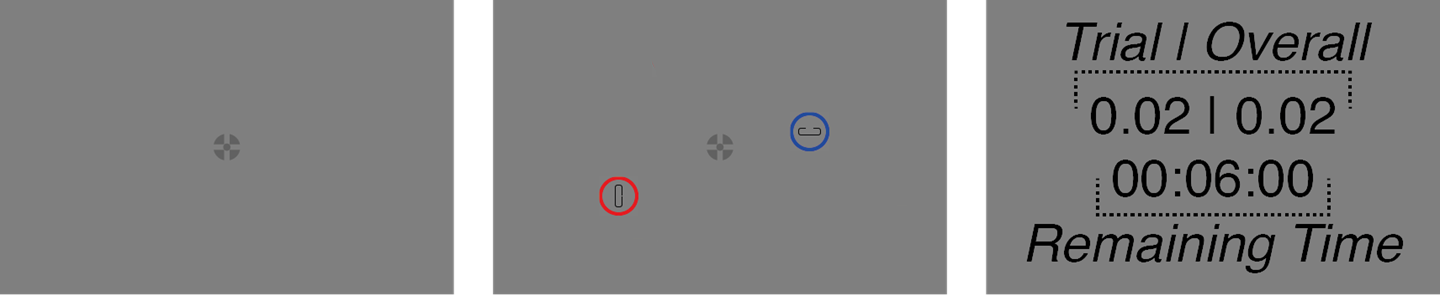 Trial | Overall
0.02 | 0.02
00:06:00
Remaining Time